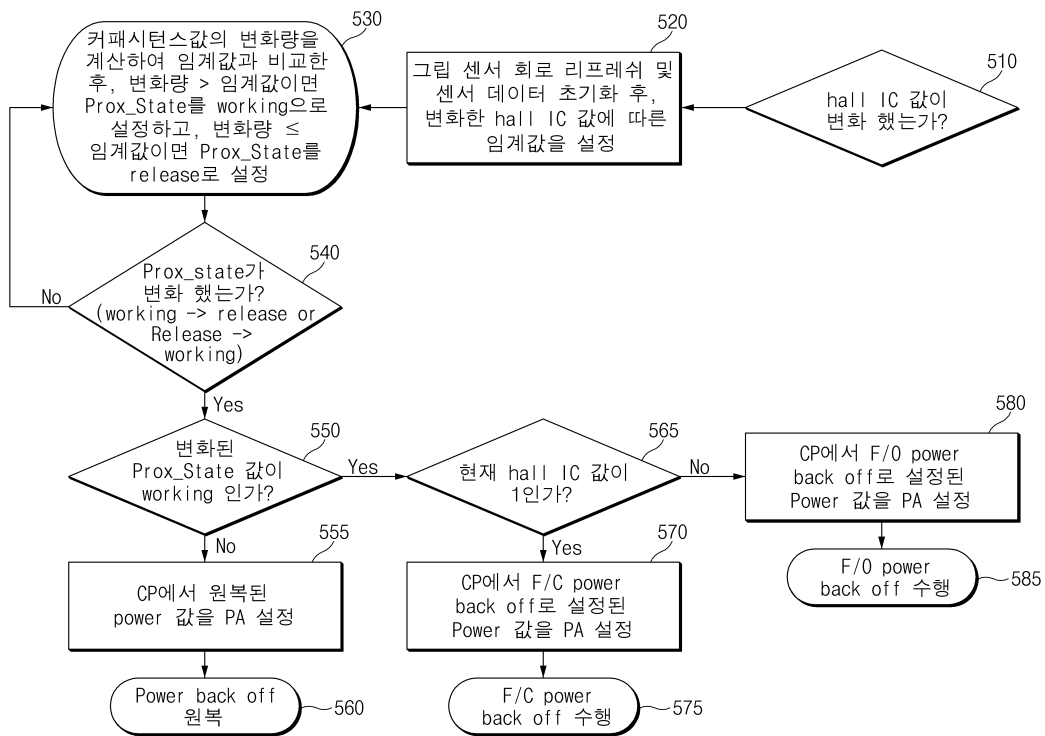 510
hall IC 값이
변화 했는가?
520
그립 센서 회로 리프레쉬 및
센서 데이터 초기화 후,
변화한 hall IC 값에 따른
임계값을 설정
530
커패시턴스값의 변화량을
계산하여 임계값과 비교한
후, 변화량 > 임계값이면
Prox_State를 working으로
설정하고, 변화량 ≤
임계값이면 Prox_State를
release로 설정
540
Prox_state가
변화 했는가?
(working -> release or
Release ->
working)
No
Yes
550
변화된
Prox_State 값이
working 인가?
Yes
No
555
CP에서 원복된
power 값을 PA 설정
Power back off
원복
560
565
현재 hall IC 값이
1인가?
No
Yes
570
CP에서 F/C power
back off로 설정된
Power 값을 PA 설정
F/C power
back off 수행
575
580
CP에서 F/O power
back off로 설정된
Power 값을 PA 설정
F/O power
back off 수행
585